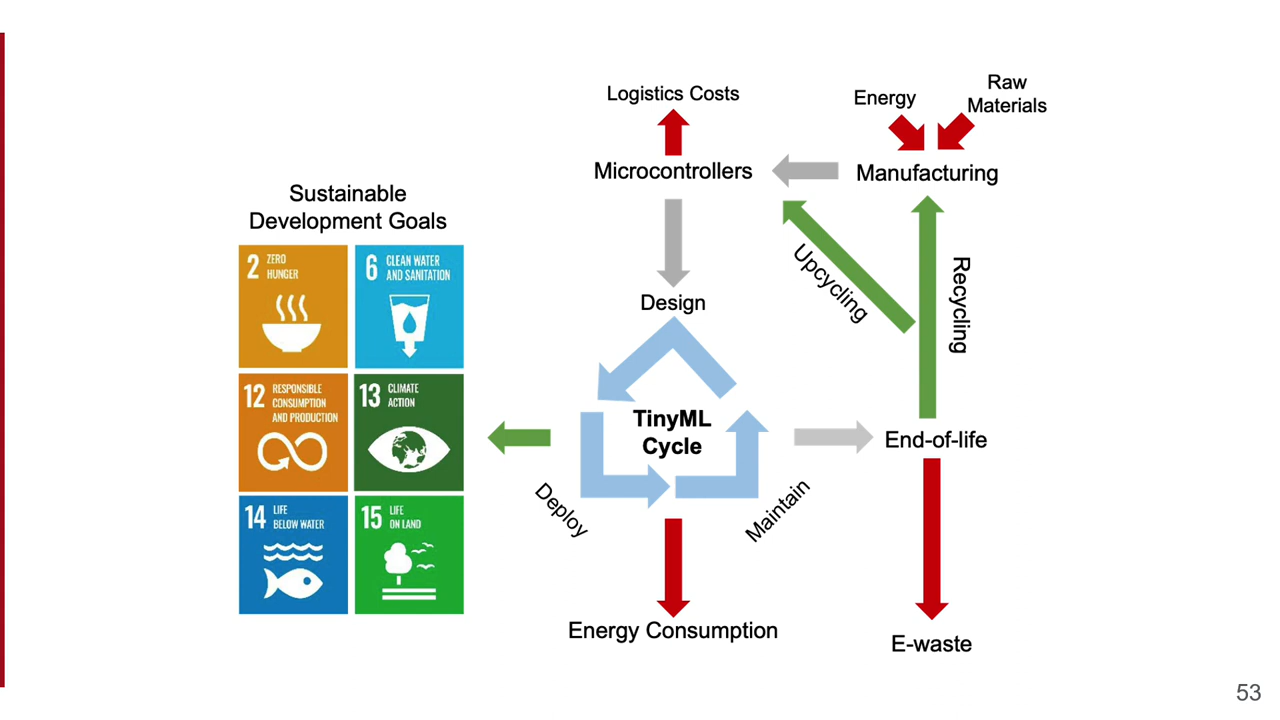 Logistics Costs
Energy
Raw
Materials
Microcontrollers
Manufacturing
Sustainable
Development Goals
2 ZERO
HUNGER
6 CLEAN WATER
AND SANITATION
12 RESPONSIBLE
CONSUMPTION
AND PRODUCTION
13 CLIMATE
ACTION
14 LIFE
BELOW WATER
15 LIFE
ON LAND
Upcycling
Recycling
Design
TinyML
Cycle
End-of-life
Deploy
Maintain
Energy Consumption
E-waste
53